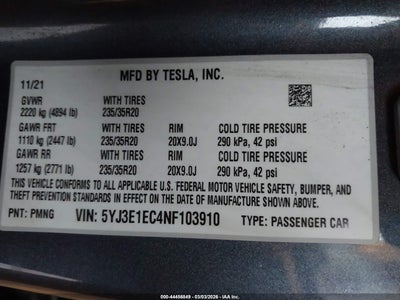 MFD BY TESLA, INC.
11/21
GVWR WITH TIRES
2220 kg (4894 lb) 235/35R20
GAWR FRT WITH TIRES RIM COLD TIRE PRESSURE
1110 kg (2447 lb) 235/35R20 20X9.0J 290 kPa, 42 psi
GAWR RR WITH TIRES RIM COLD TIRE PRESSURE
1257 kg (2771 lb) 235/35R20 20X9.0J 290 kPa, 42 psi
THIS VEHICLE CONFORMS TO ALL APPLICABLE U.S. FEDERAL MOTOR VEHICLE SAFETY, BUMPER, AND
THEFT PREVENTION STANDARDS IN EFFECT ON THE DATE OF MANUFACTURE SHOWN ABOVE.
PNT: PMNG VIN: 5YJ3E1EC4NF103910 TYPE: PASSENGER CAR
000-44458849 - 03/03/2026 - IAA Inc.